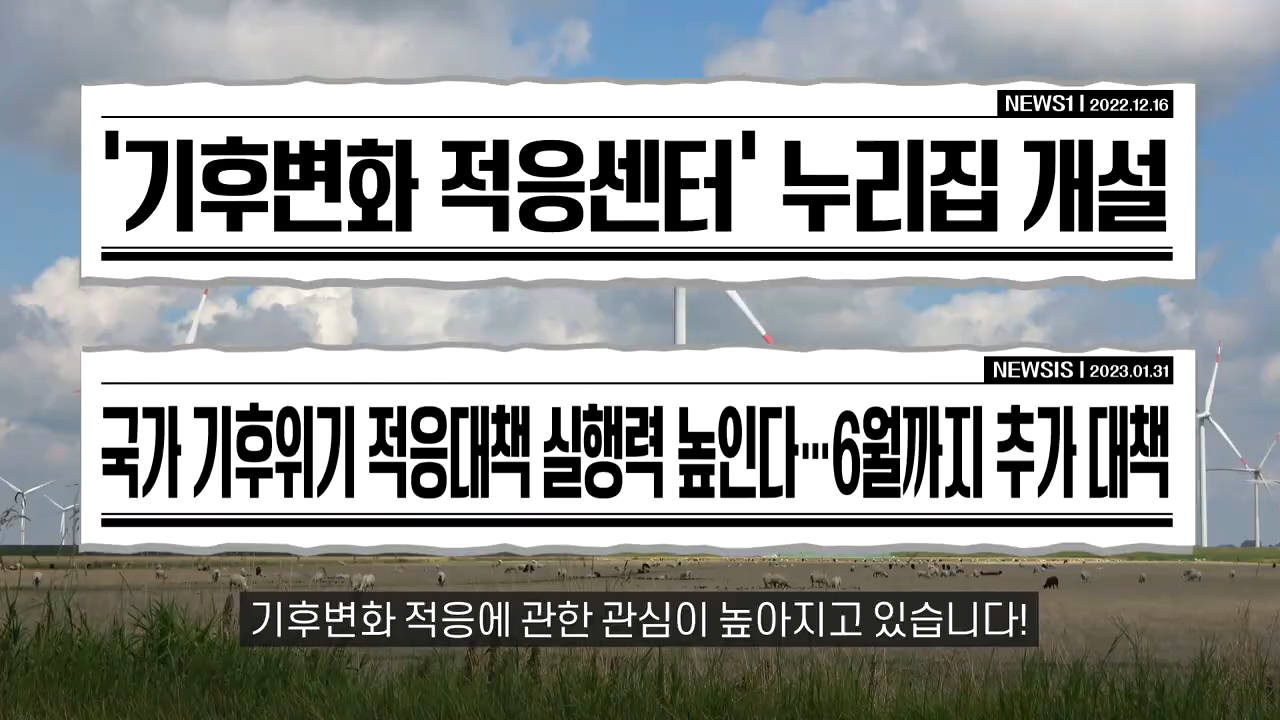 NEWS1 | 2022.12.16
'기후변화 적응센터' 누리집 개설
NEWSIS | 2023.01.31
국가 기후위기 적응대책 실행력 높인다…6월까지 추가 대책
기후변화 적응에 관한 관심이 높아지고 있습니다!